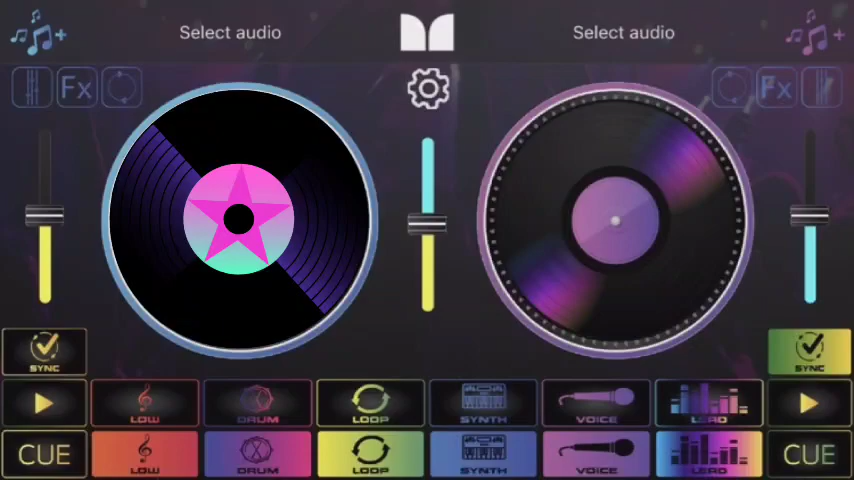 Select audio
Select audio
Fx
Fx
SYNC
SYNC
LOW
DRUM
LOOP
SYNTH
VOICE
LEAD
CUE
LOW
DRUM
LOOP
SYNTH
VOICE
LEAD
CUE